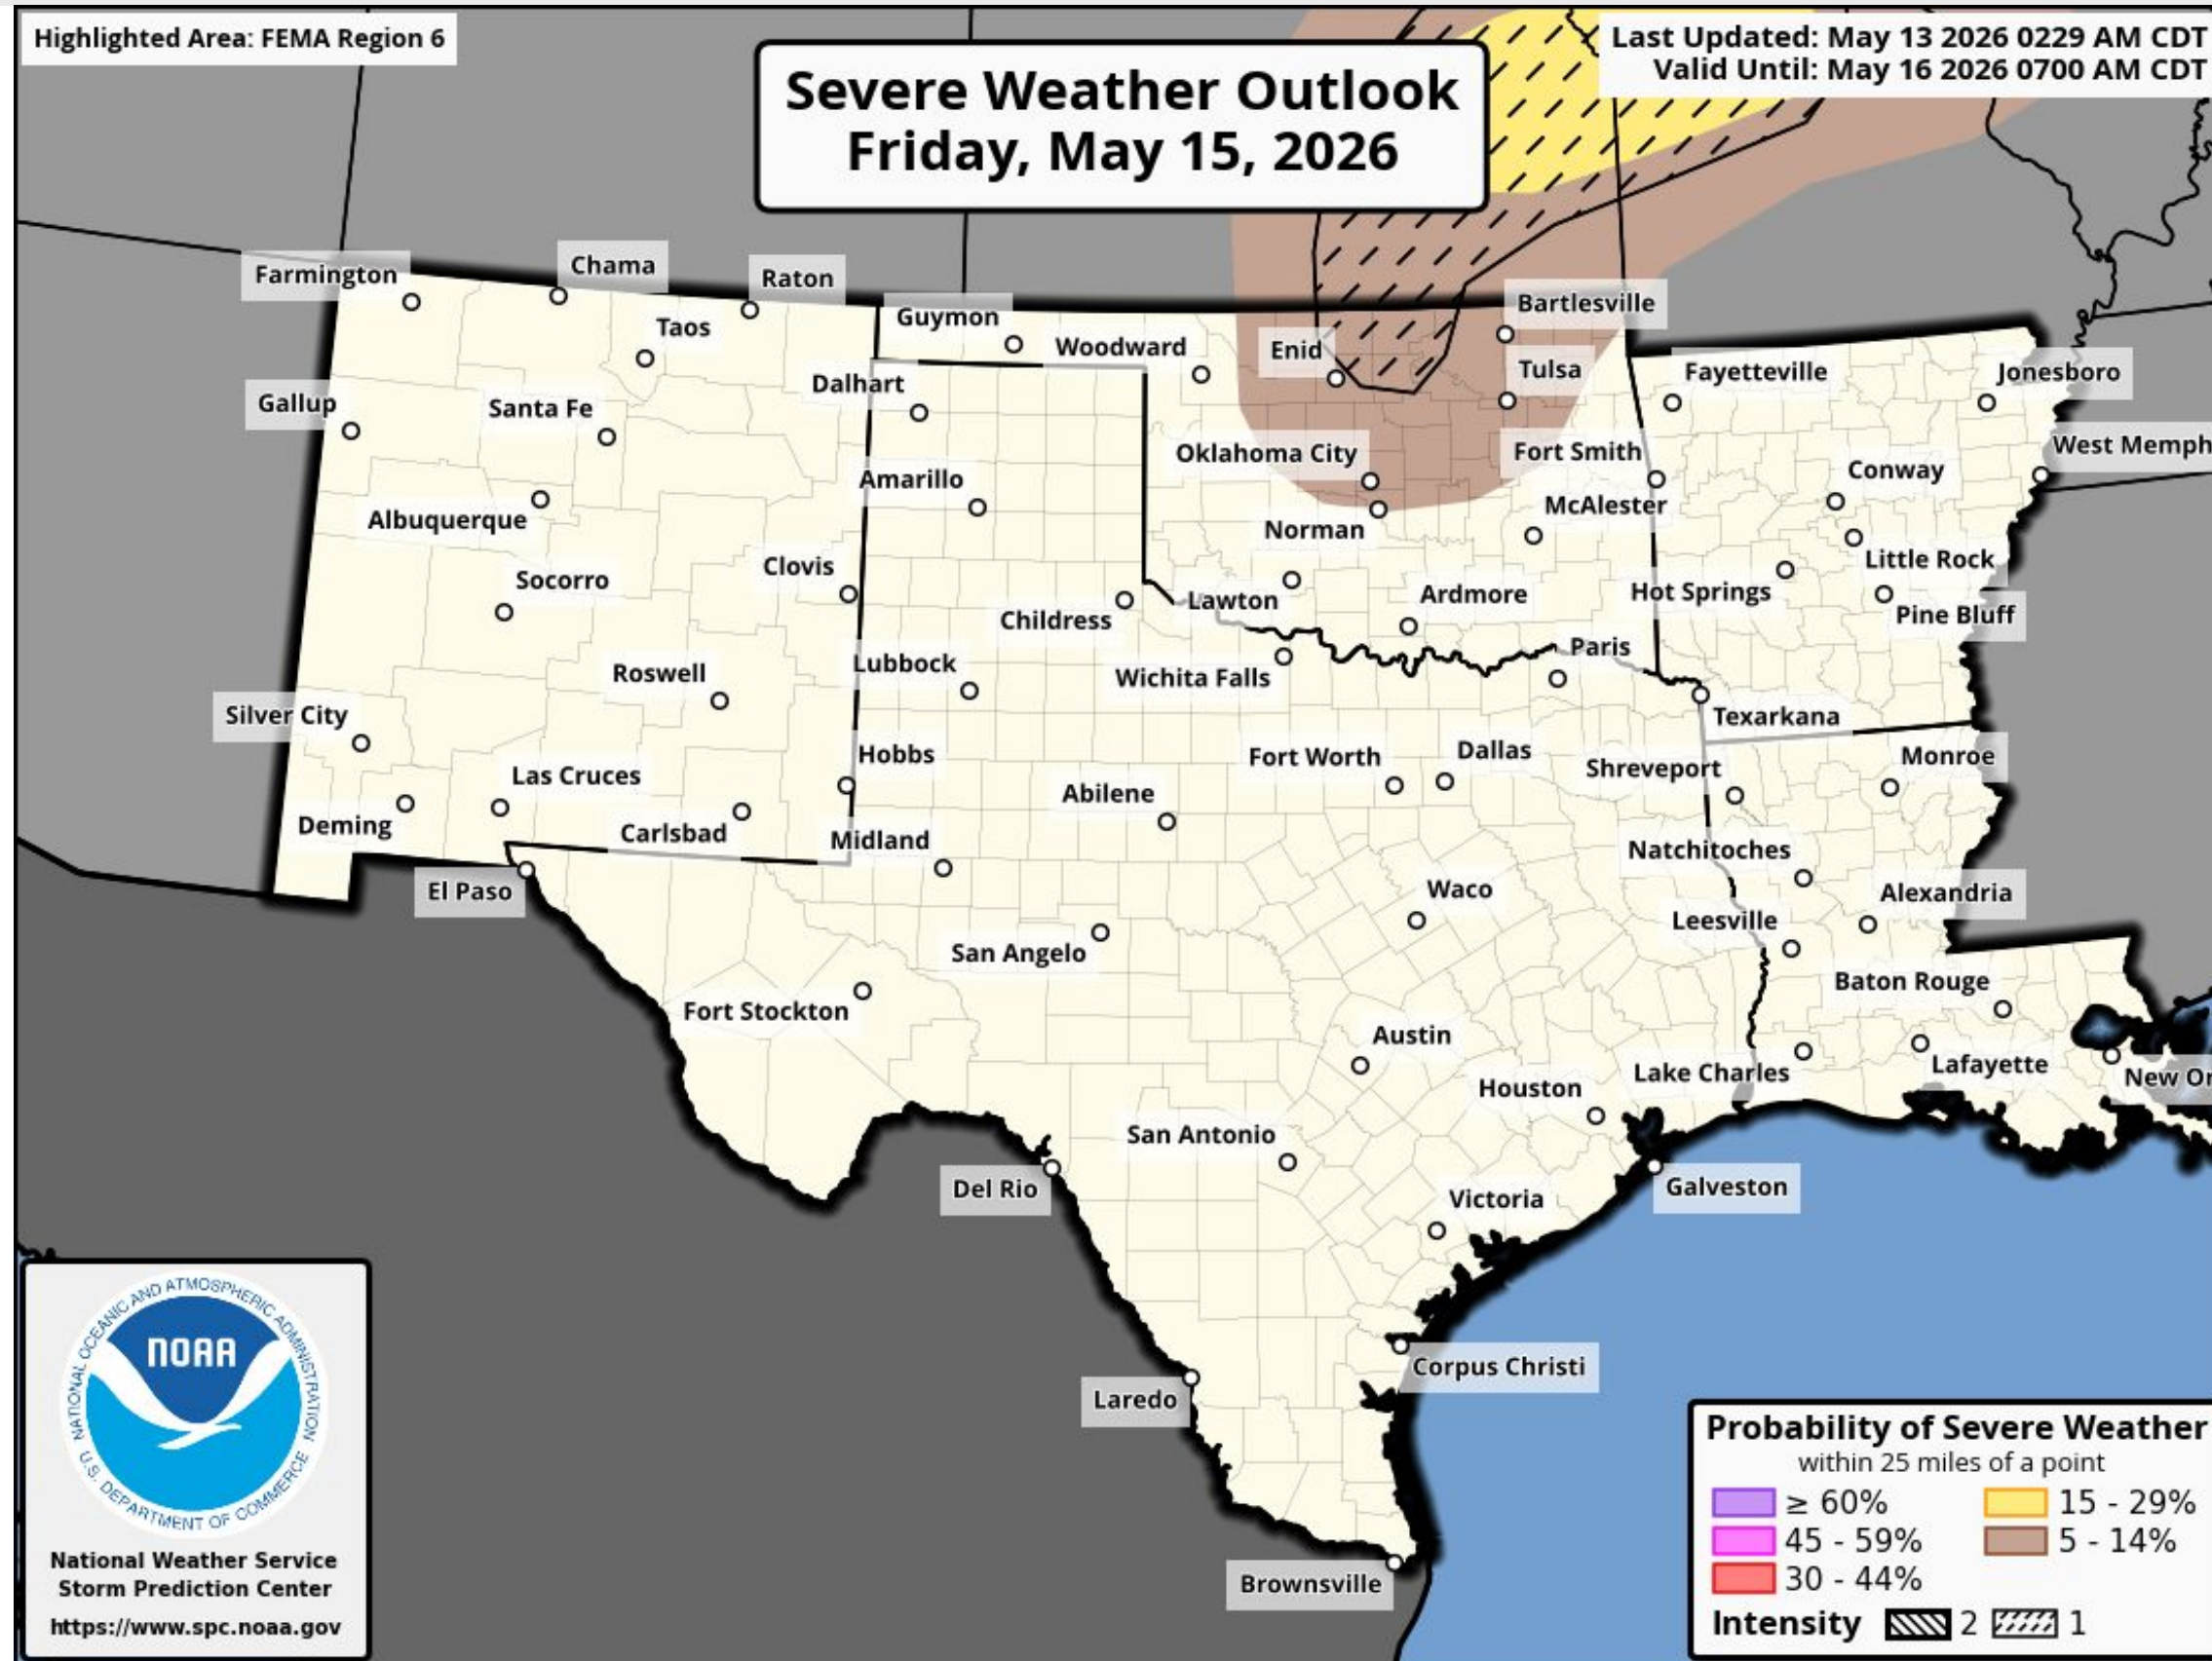 Highlighted Area: FEMA Region 6
Severe Weather Outlook
Friday, May 15, 2026
Last Updated: May 13 2026 0229 AM CDT
Valid Until: May 16 2026 0700 AM CDT
Farmington
Chama
Raton
Taos
Guymon
Woodward
Enid
Bartlesville
Tulsa
Fayetteville
Jonesboro
Gallup
Santa Fe
Dalhart
Oklahoma City
Fort Smith
West Memph
Albuquerque
Amarillo
Norman
McAlester
Conway
Little Rock
Socorro
Clovis
Childress
Lawton
Ardmore
Hot Springs
Pine Bluff
Roswell
Lubbock
Wichita Falls
Paris
Silver City
Texarkana
Las Cruces
Hobbs
Abilene
Fort Worth
Dallas
Shreveport
Monroe
Deming
Carlsbad
Midland
Natchitoches
El Paso
Waco
Alexandria
San Angelo
Leesville
Fort Stockton
Baton Rouge
Austin
Houston
Lake Charles
Lafayette
New Or
San Antonio
Del Rio
Victoria
Galveston
Corpus Christi
Laredo
Brownsville
NATIONAL OCEANIC AND ATMOSPHERIC ADMINISTRATION
NOAA
U.S. DEPARTMENT OF COMMERCE
National Weather Service
Storm Prediction Center
https://www.spc.noaa.gov
Probability of Severe Weather
within 25 miles of a point
≥ 60% 15 - 29%
45 - 59% 5 - 14%
30 - 44%
Intensity 2 1